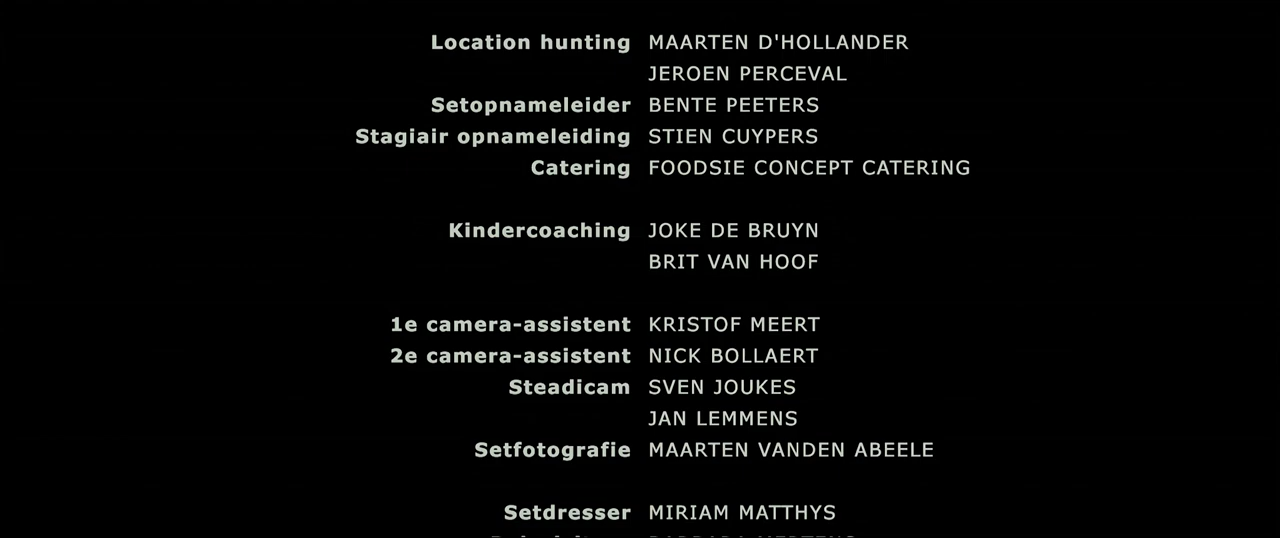 Location hunting MAARTEN D'HOLLANDER
JEROEN PERCEVAL
Setopnameleider BENTE PEETERS
Stagiair opnameleiding STIEN CUYPERS
Catering FOODSIE CONCEPT CATERING
Kindercoaching JOKE DE BRUYN
BRIT VAN HOOF
1e camera-assistent KRISTOF MEERT
2e camera-assistent NICK BOLLAERT
Steadicam SVEN JOUKES
JAN LEMMENS
Setfotografie MAARTEN VANDEN ABEELE
Setdresser MIRIAM MATTHYS